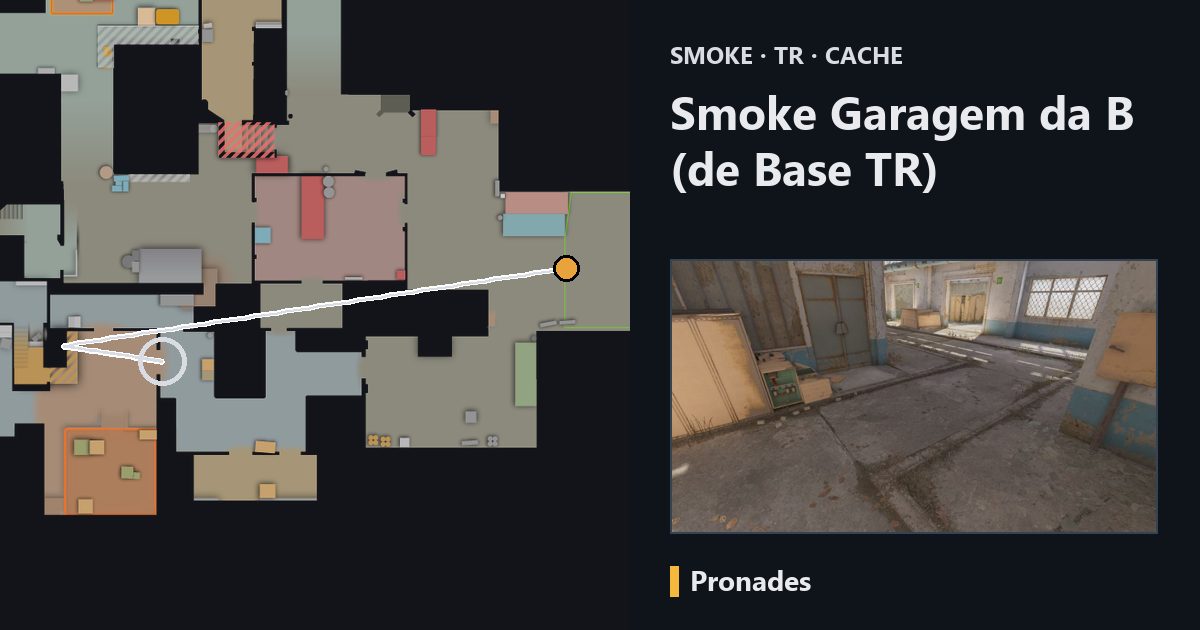 SMOKE · TR · CACHE
Smoke Garagem da B
(de Base TR)
Pronades